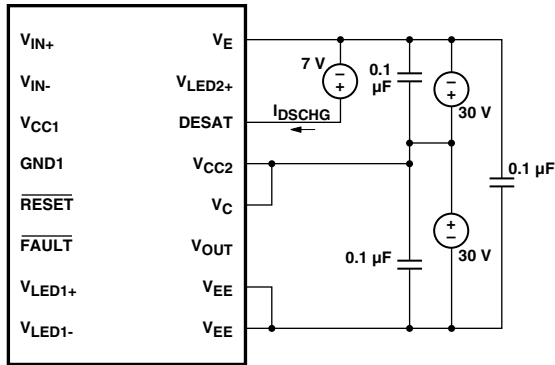 VIN+ VE
7 V
0.1 µF
VIN- VLED2+
30 V
VCC1 DESAT
IDSCHG
GND1 VCC2
0.1 µF
RESET VC
FAULT VOUT
0.1 µF
30 V
VLED1+ VEE
VLED1- VEE